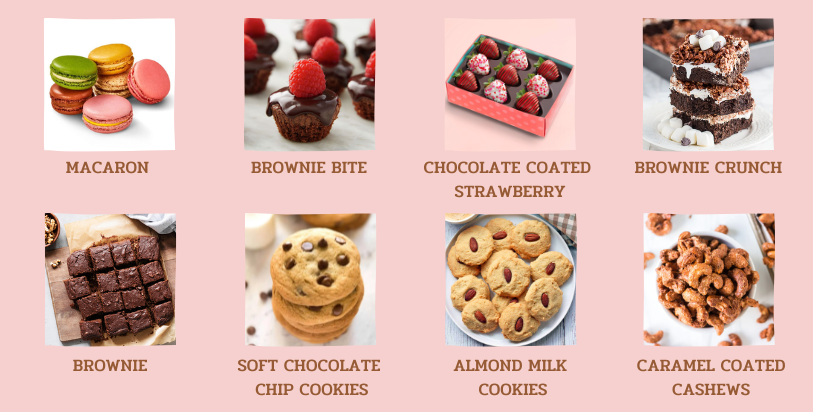 MACARON
BROWNIE BITE
CHOCOLATE COATED
STRAWBERRY
BROWNIE CRUNCH
BROWNIE
SOFT CHOCOLATE
CHIP COOKIES
ALMOND MILK
COOKIES
CARAMEL COATED
CASHEWS